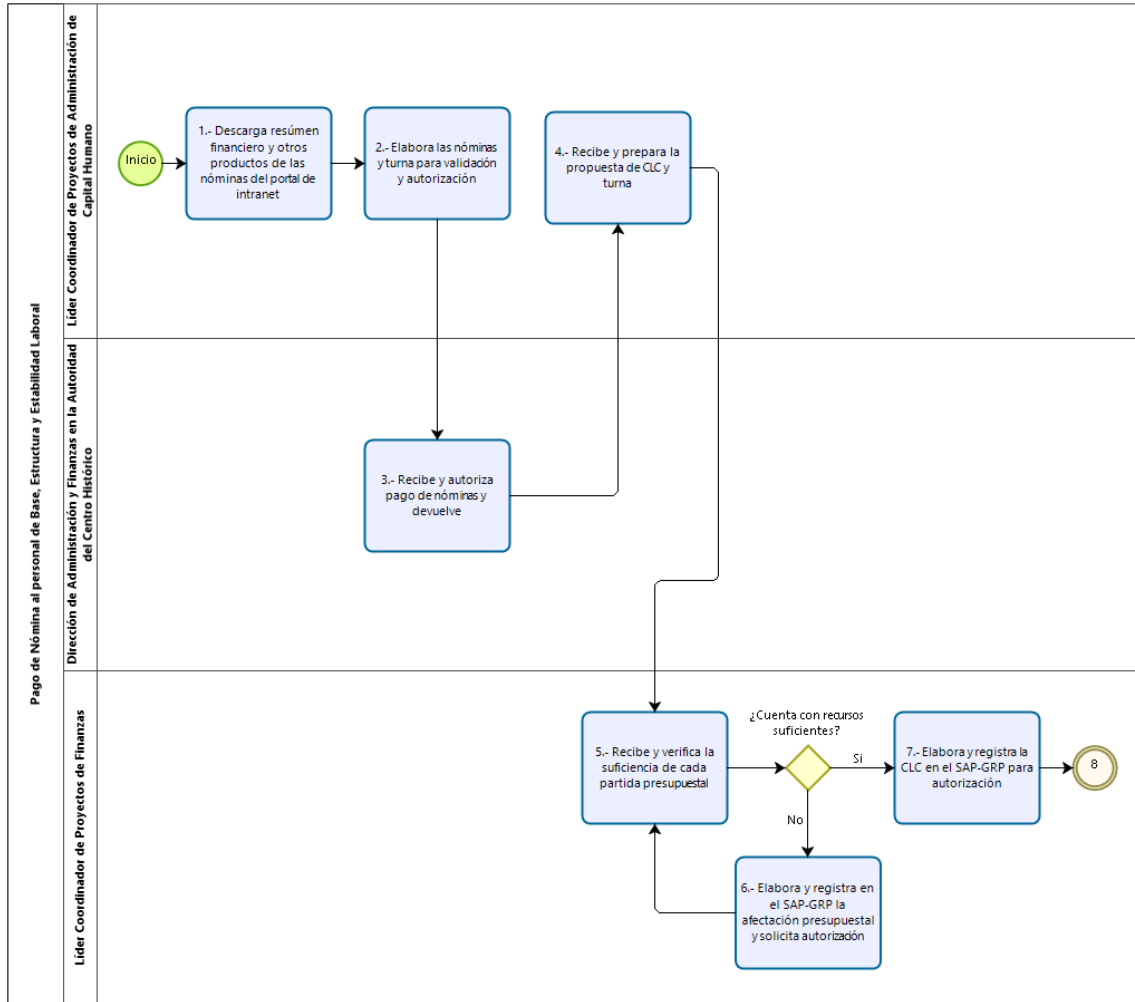 Pago de Nómina al personal de Base, Estructura y Estabilidad Laboral
Líder Coordinador de Proyectos de Administración de
Capital Humano
Inicio
1.- Descarga resúmen
financiero y otros
productos de las
nóminas del portal de
intranet
2.- Elabora las nóminas
y turna para validación
y autorización
4.- Recibe y prepara la
propuesta de CLC y
turna
Dirección de Administración y Finanzas en la Autoridad
del Centro Histórico
3.- Recibe y autoriza
pago de nóminas y
devuelve
Líder Coordinador de Proyectos de Finanzas
5.- Recibe y verifica la
suficiencia de cada
partida presupuestal
¿Cuenta con recursos
suficientes?
Si
No
7.- Elabora y registra la
CLC en el SAP-GRP para
autorización
8
6.- Elabora y registra en
el SAP-GRP la
afectación presupuestal
y solicita autorización